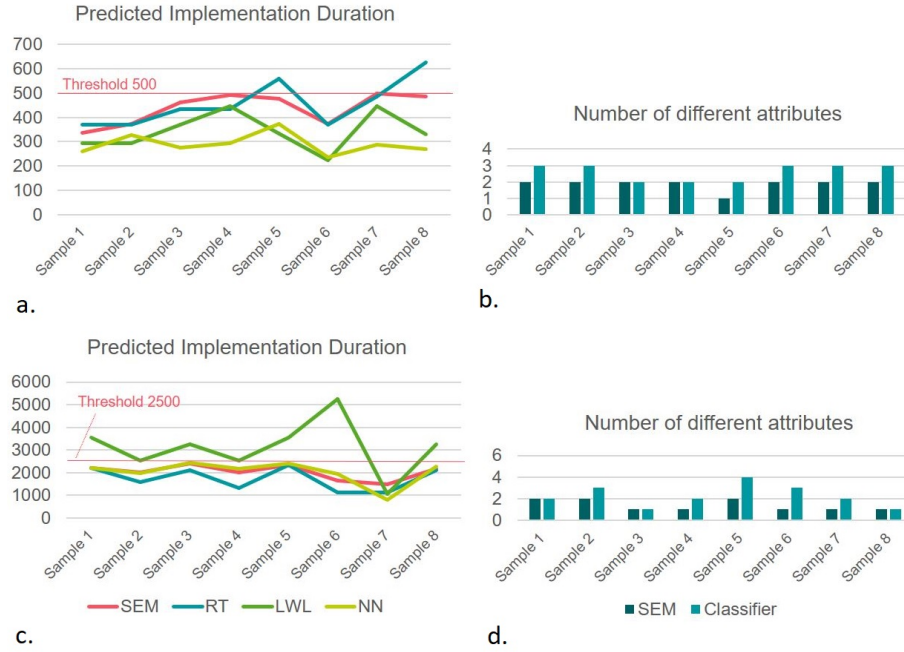 Predicted Implementation Duration
700
600
Threshold 500
500
400
300
200
100
0
Sample 1
Sample 2
Sample 3
Sample 4
Sample 5
Sample 6
Sample 7
Sample 8
a.
Number of different attributes
4
3
2
1
0
Sample 1
Sample 2
Sample 3
Sample 4
Sample 5
Sample 6
Sample 7
Sample 8
b.
Predicted Implementation Duration
6000
5000
Threshold 2500
4000
3000
2000
1000
0
Sample 1
Sample 2
Sample 3
Sample 4
Sample 5
Sample 6
Sample 7
Sample 8
SEM RT LWL NN
c.
Number of different attributes
6
4
2
0
Sample 1
Sample 2
Sample 3
Sample 4
Sample 5
Sample 6
Sample 7
Sample 8
SEM Classifier
d.